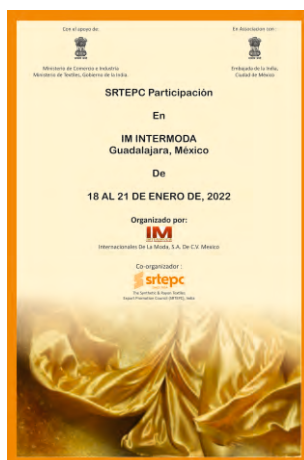 Con el apoyo de:
En Association con :
Ministerio de Comercio e Industria
Ministerio de Textiles, Gobierno de la India.
Embajada de la India,
Ciudad de México
SRTEPC Participación
En
IM INTERMODA
Guadalajara, México
De
18 AL 21 DE ENERO DE, 2022
Organizado por:
IM
Internacionales De La Moda, S.A. De C.V. Mexico
Co-organizador :
srtepc
The Synthetic & Rayon Textiles
Export Promotion Council (SRTEPC), India